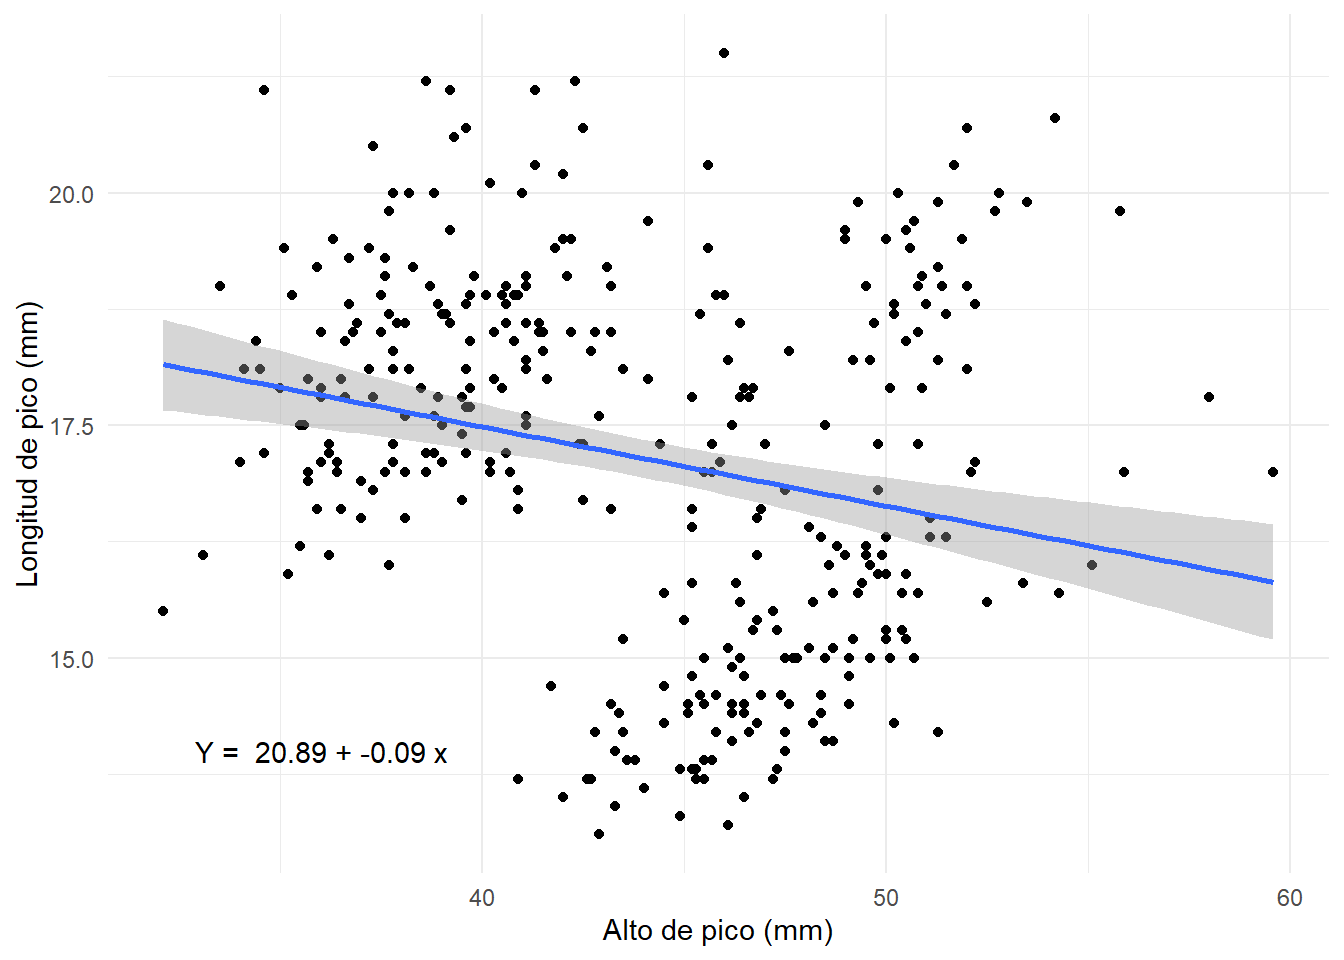 Longitud de pico (mm)
20.0
17.5
15.0
Y =  20.89 + -0.09 x
40
50
60
Alto de pico (mm)